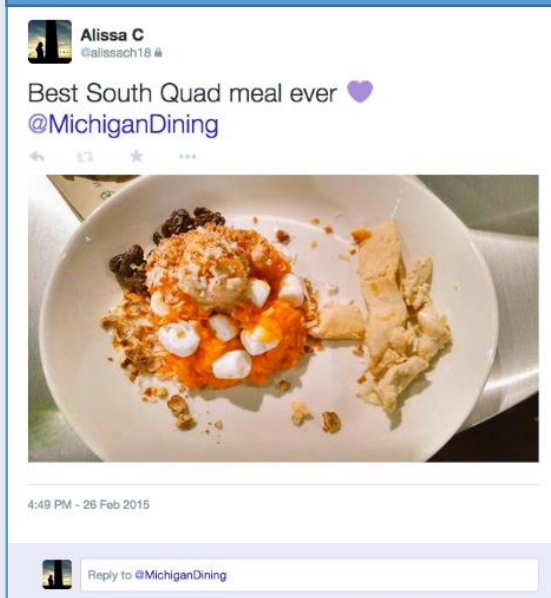 Alissa C
@alissach18
Best South Quad meal ever 💜
@MichiganDining
4:49 PM - 26 Feb 2015
Reply to @MichiganDining